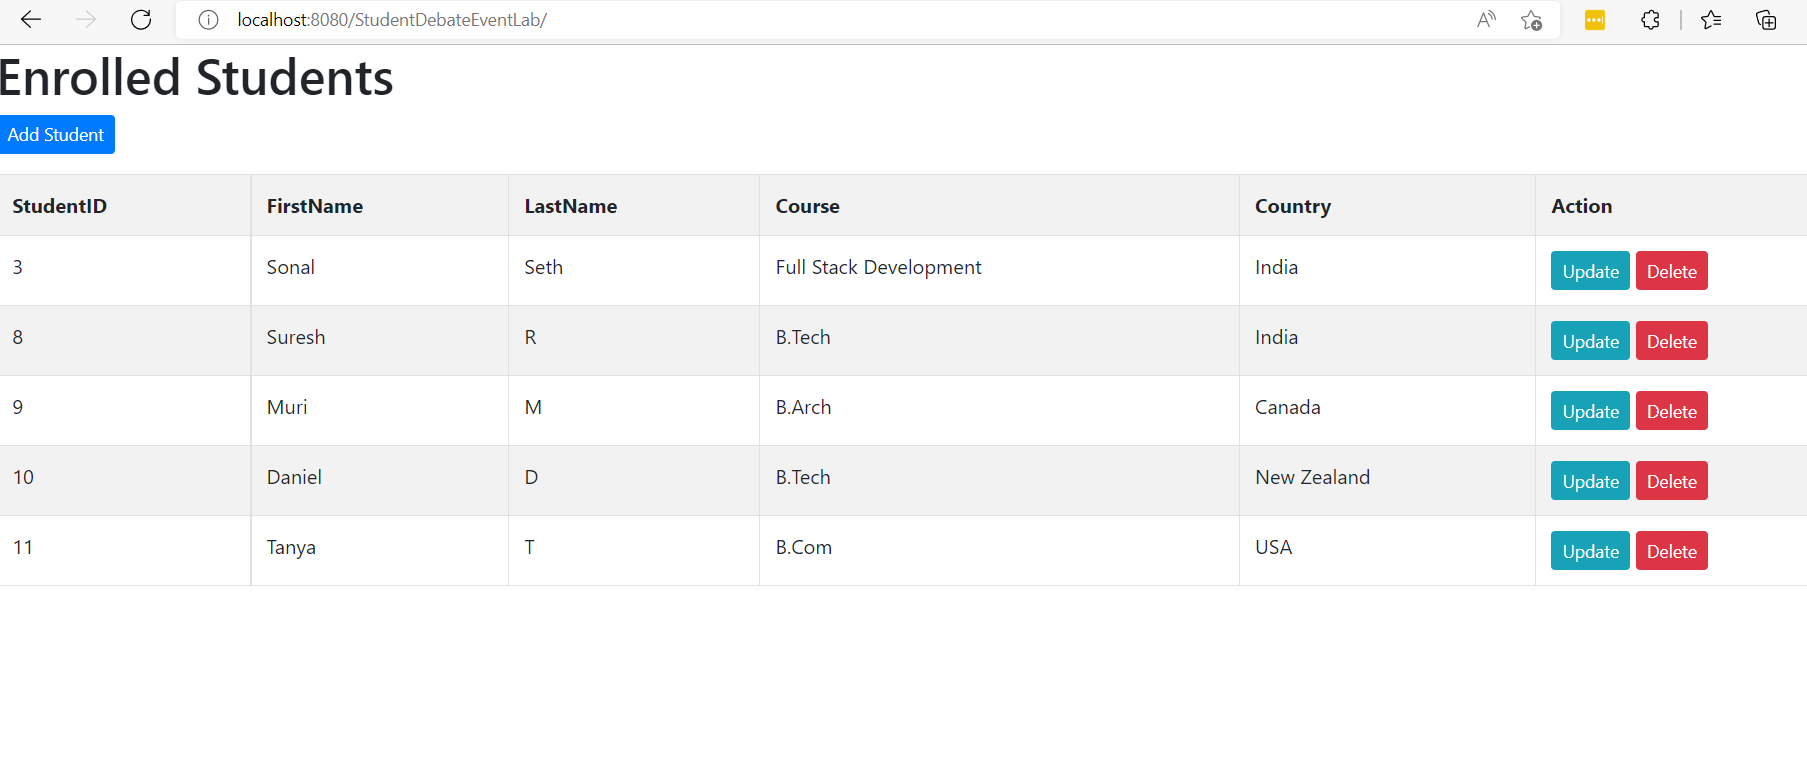 localhost:8080/StudentDebateEventLab/
Enrolled Students
Add Student
StudentID FirstName LastName Course Country Action
3 Sonal Seth Full Stack Development India Update Delete
8 Suresh R B.Tech India Update Delete
9 Muri M B.Arch Canada Update Delete
10 Daniel D B.Tech New Zealand Update Delete
11 Tanya T B.Com USA Update Delete